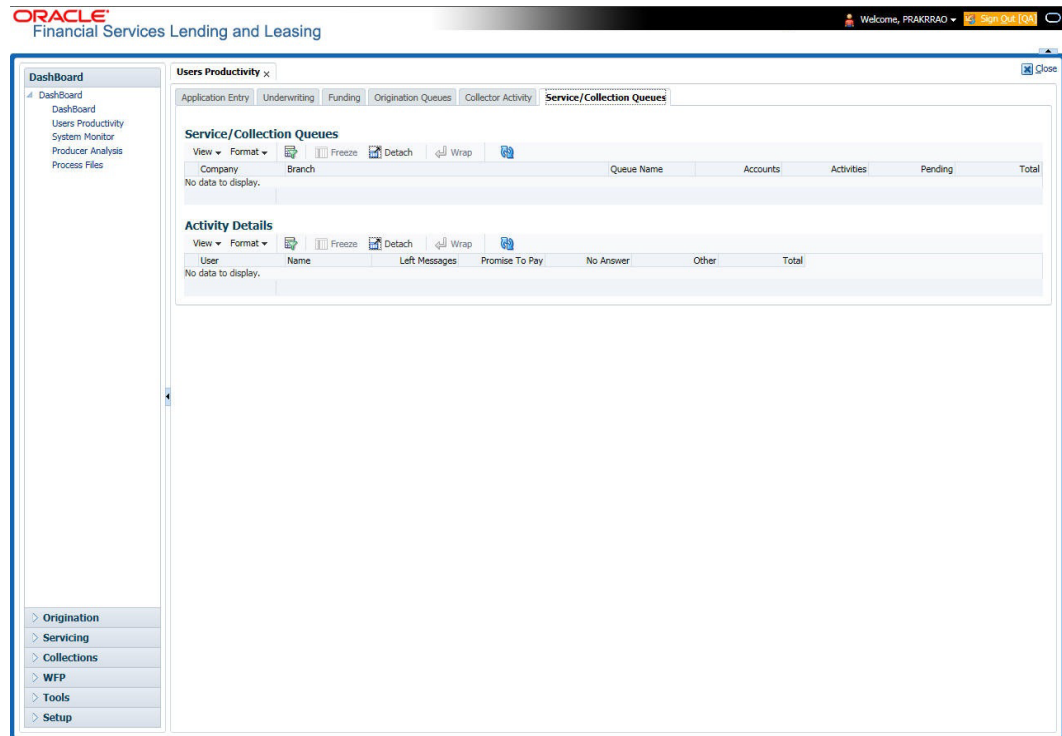 ORACLE®
Financial Services Lending and Leasing
Welcome, PRAKRRAO
Sign Out [QA]
DashBoard
DashBoard
DashBoard
Users Productivity
System Monitor
Producer Analysis
Process Files
Origination
Servicing
Collections
WFP
Tools
Setup
Users Productivity x
Close
Application Entry Underwriting Funding Origination Queues Collector Activity Service/Collection Queues
Service/Collection Queues
View Format Freeze Detach Wrap
Company Branch Queue Name Accounts Activities Pending Total
No data to display.
Activity Details
View Format Freeze Detach Wrap
User Name Left Messages Promise To Pay No Answer Other Total
No data to display.